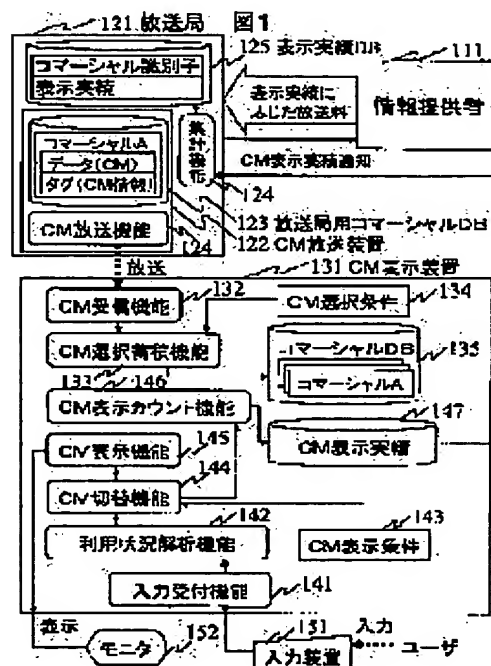 121 放送局 図1
125 表示実績DB
111
コマーシャル識別子
表示実績
表示実績に
応じた放送料
情報提供者
集計機能
124
CM表示実績通知
コマーシャルA
データ(CM)
タグ(CM情報)
123 放送局用コマーシャルDB
122 CM放送装置
CM放送機能
124
放送
131 CM表示装置
CM受信機能
132
CM選択条件
134
CM選択蓄積機能
コマーシャルDB
135
コマーシャルA
133
146
CM表示カウント機能
147
CM表示実績
CM表示機能
145
144
CM切替機能
142
143
利用状況解析機能
CM表示条件
入力受付機能
141
表示
モニタ
152
151
入力
入力装置
ユーザ